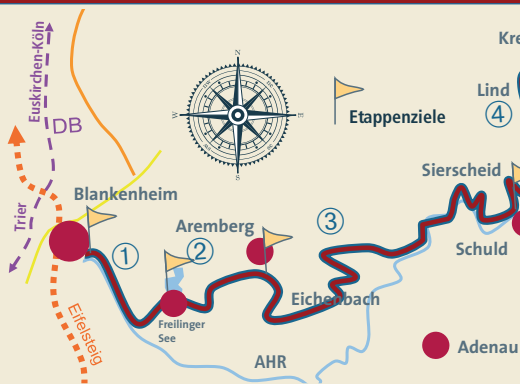 Euskirchen-Köln
DB
Trier
N
W
E
S
Etappenziele
Kre
Lind
4
Sierscheid
Schuld
Blankenheim
1
Aremberg
2
3
Eichenbach
Freilinger
See
Eifelsteig
AHR
Adenau